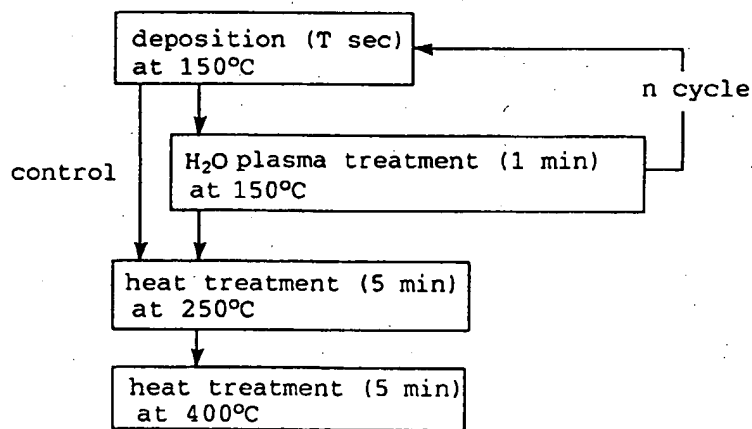 deposition (T sec)
at 150°C
n cycle
H₂O plasma treatment (1 min)
at 150°C
control
heat treatment (5 min)
at 250°C
heat treatment (5 min)
at 400°C